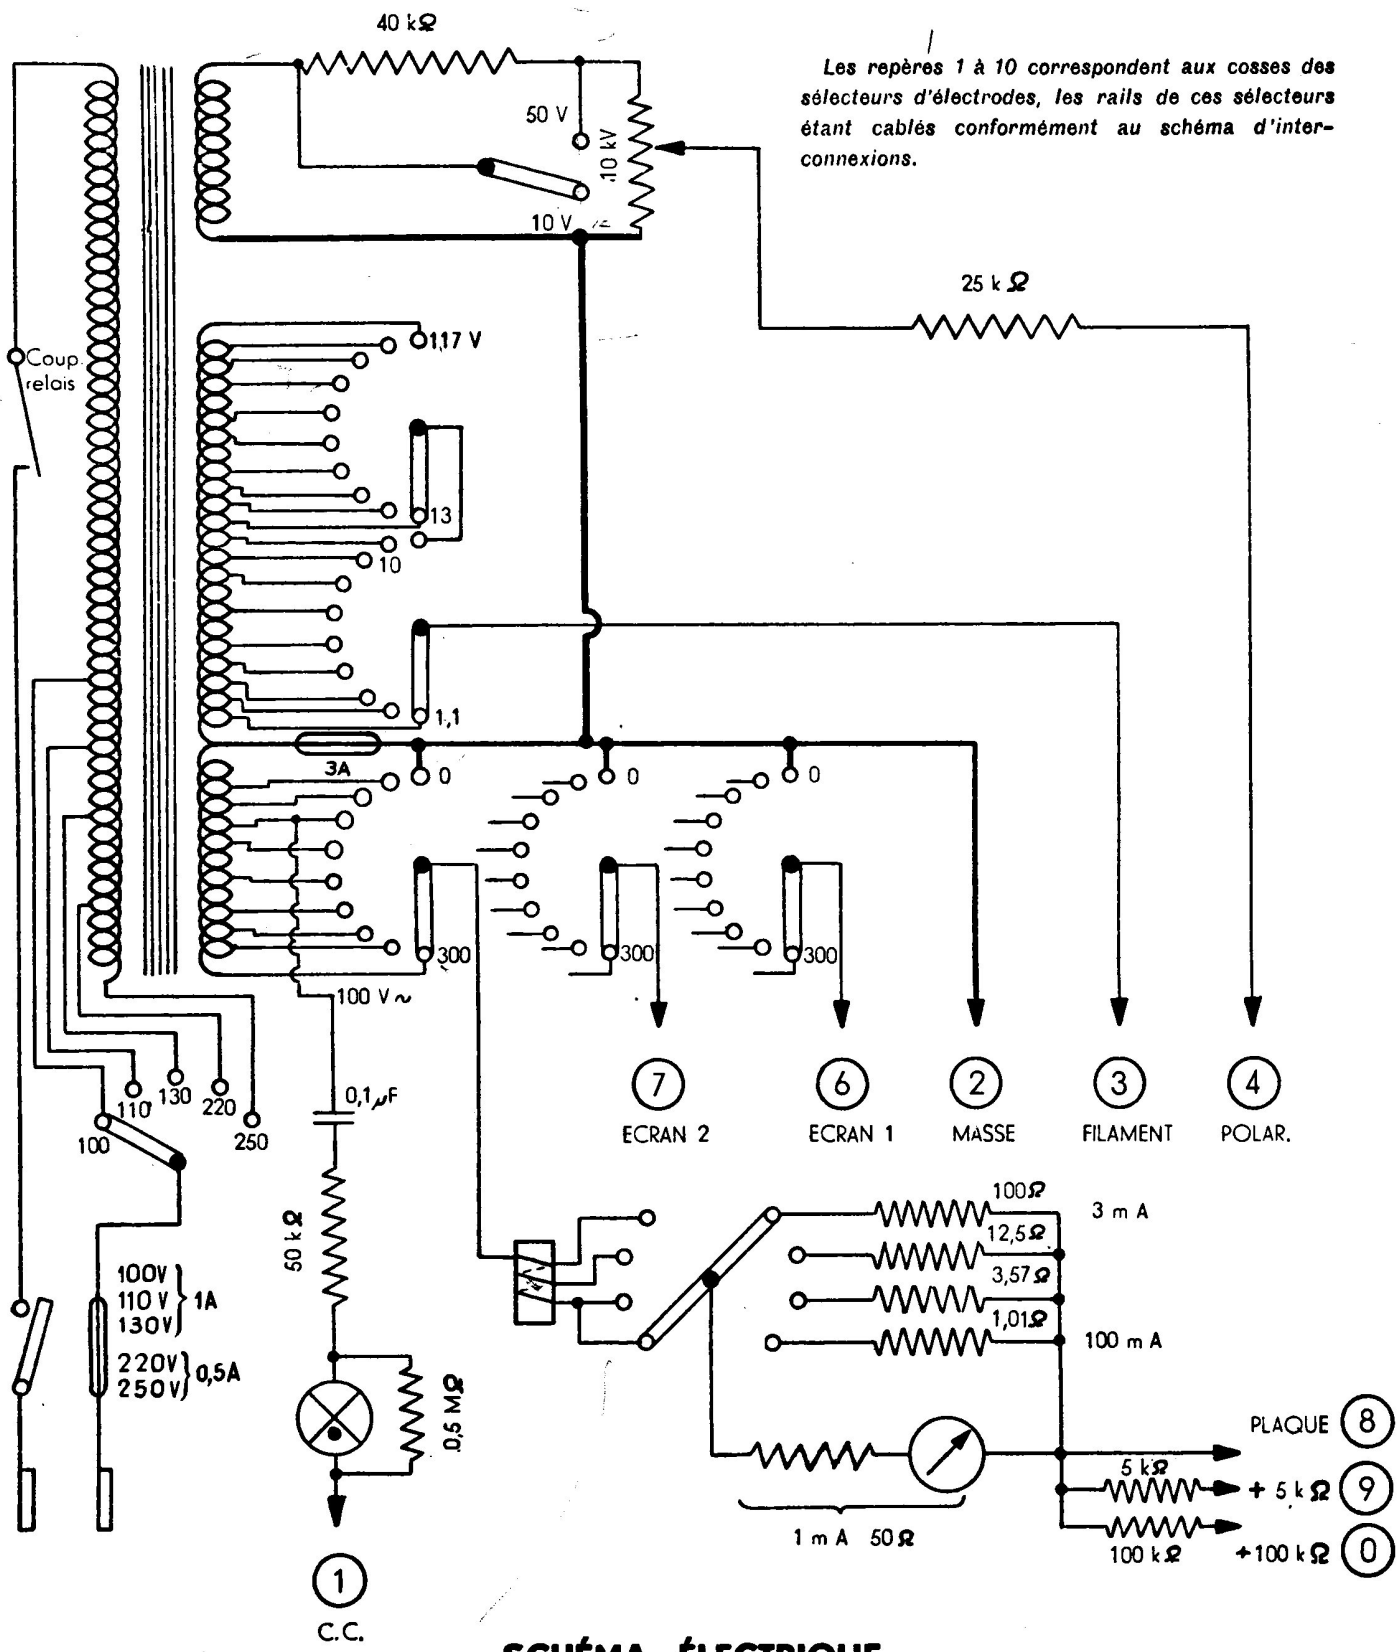 40 kΩ
Les repères 1 à 10 correspondent aux cosses des
sélecteurs d'électrodes, les rails de ces sélecteurs
étant cablés conformément au schéma d'inter-
connexions.
50 V
10 kV
10 V
25 kΩ
117 V
Coup.
relais
13
10
1,1
3A
0
0
0
300
300
300
100 V ~
7
6
2
3
4
ECRAN 2
ECRAN 1
MASSE
FILAMENT
POLAR.
110
130
220
250
100
0,1 µF
50 kΩ
100Ω
3 m A
12,5Ω
3,57Ω
1,01Ω
100 m A
100V
110 V
130V
1A
220V
250V
0,5A
0,5 MΩ
PLAQUE 8
5 kΩ
+ 5 kΩ 9
1 m A 50Ω
100 kΩ
+100 kΩ 0
1
C.C.
SCHÉMA ÉLECTRIQUE